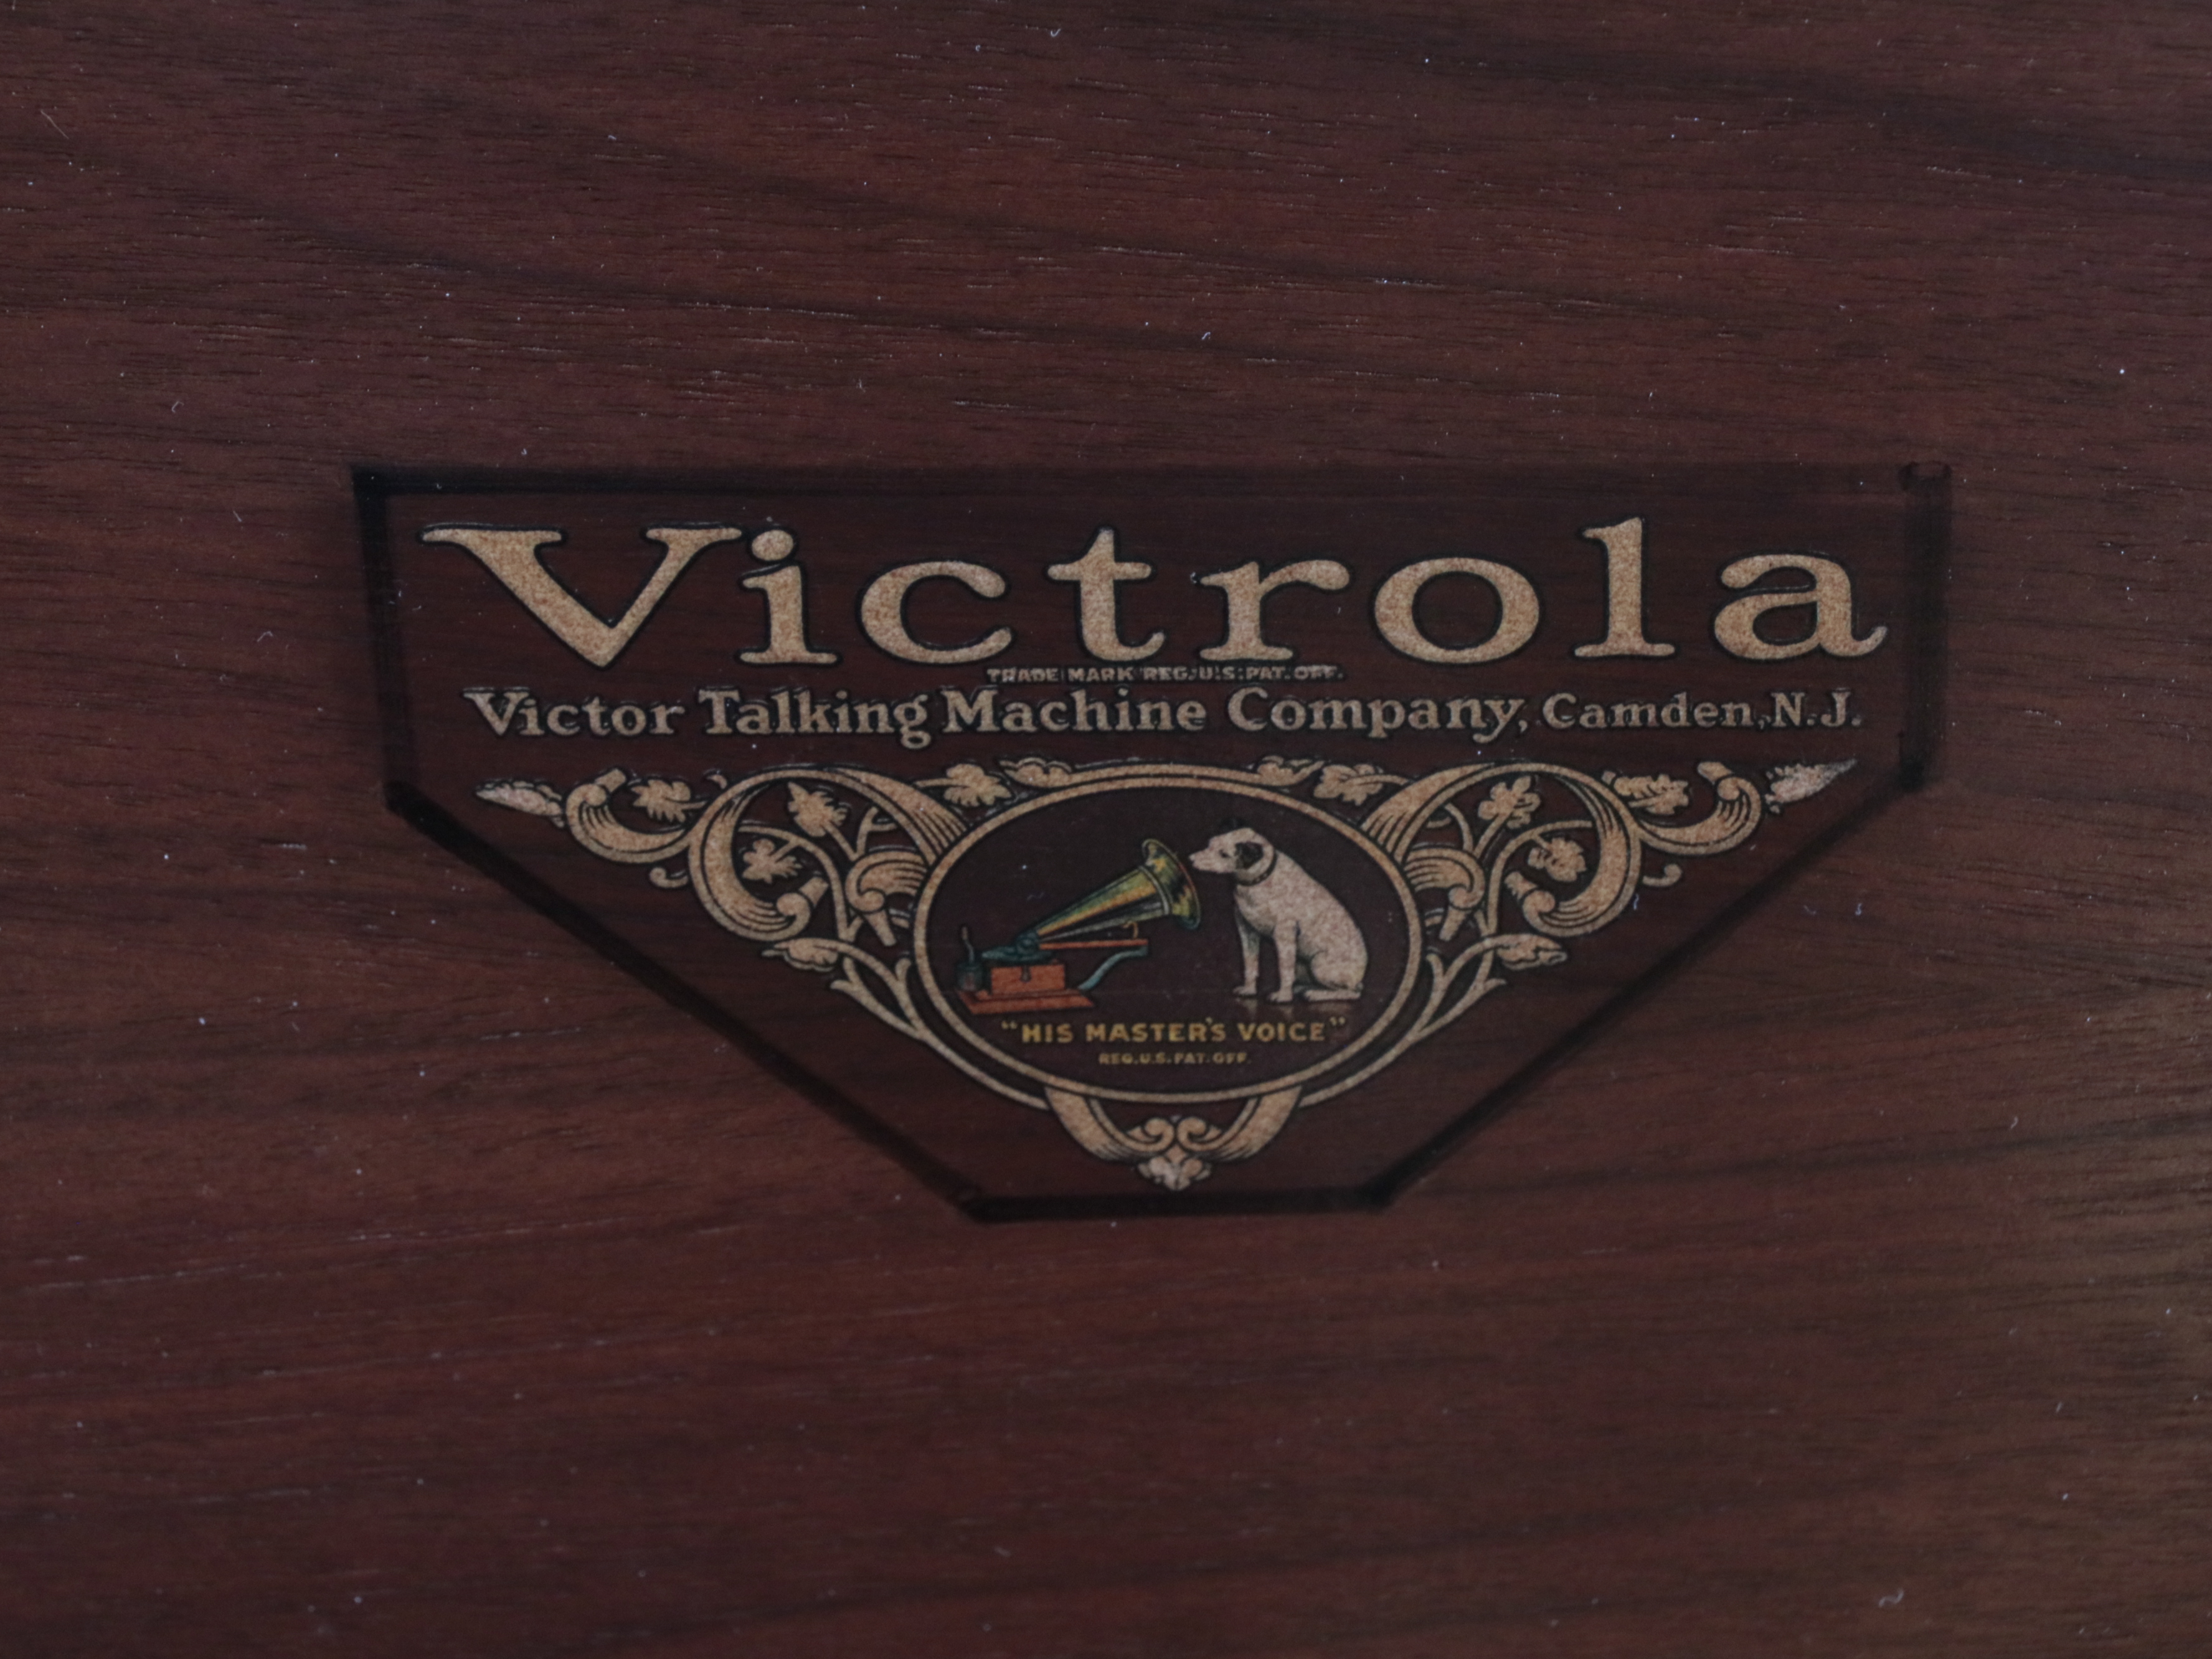 Victrola
TRADE MARK REG. U.S. PAT. OFF.
Victor Talking Machine Company, Camden, N.J.
"HIS MASTER'S VOICE"
REG. U.S. PAT. OFF.